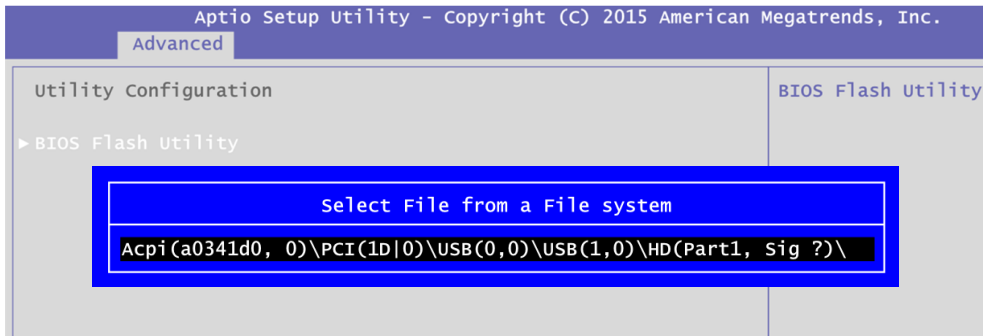 Aptio Setup Utility - Copyright (C) 2015 American Megatrends, Inc.
Advanced
Utility Configuration
BIOS Flash Utility
►BIOS Flash Utility
Select File from a File system
Acpi(a0341d0, 0)\PCI(1D|0)\USB(0,0)\USB(1,0)\HD(Part1, Sig ?)\